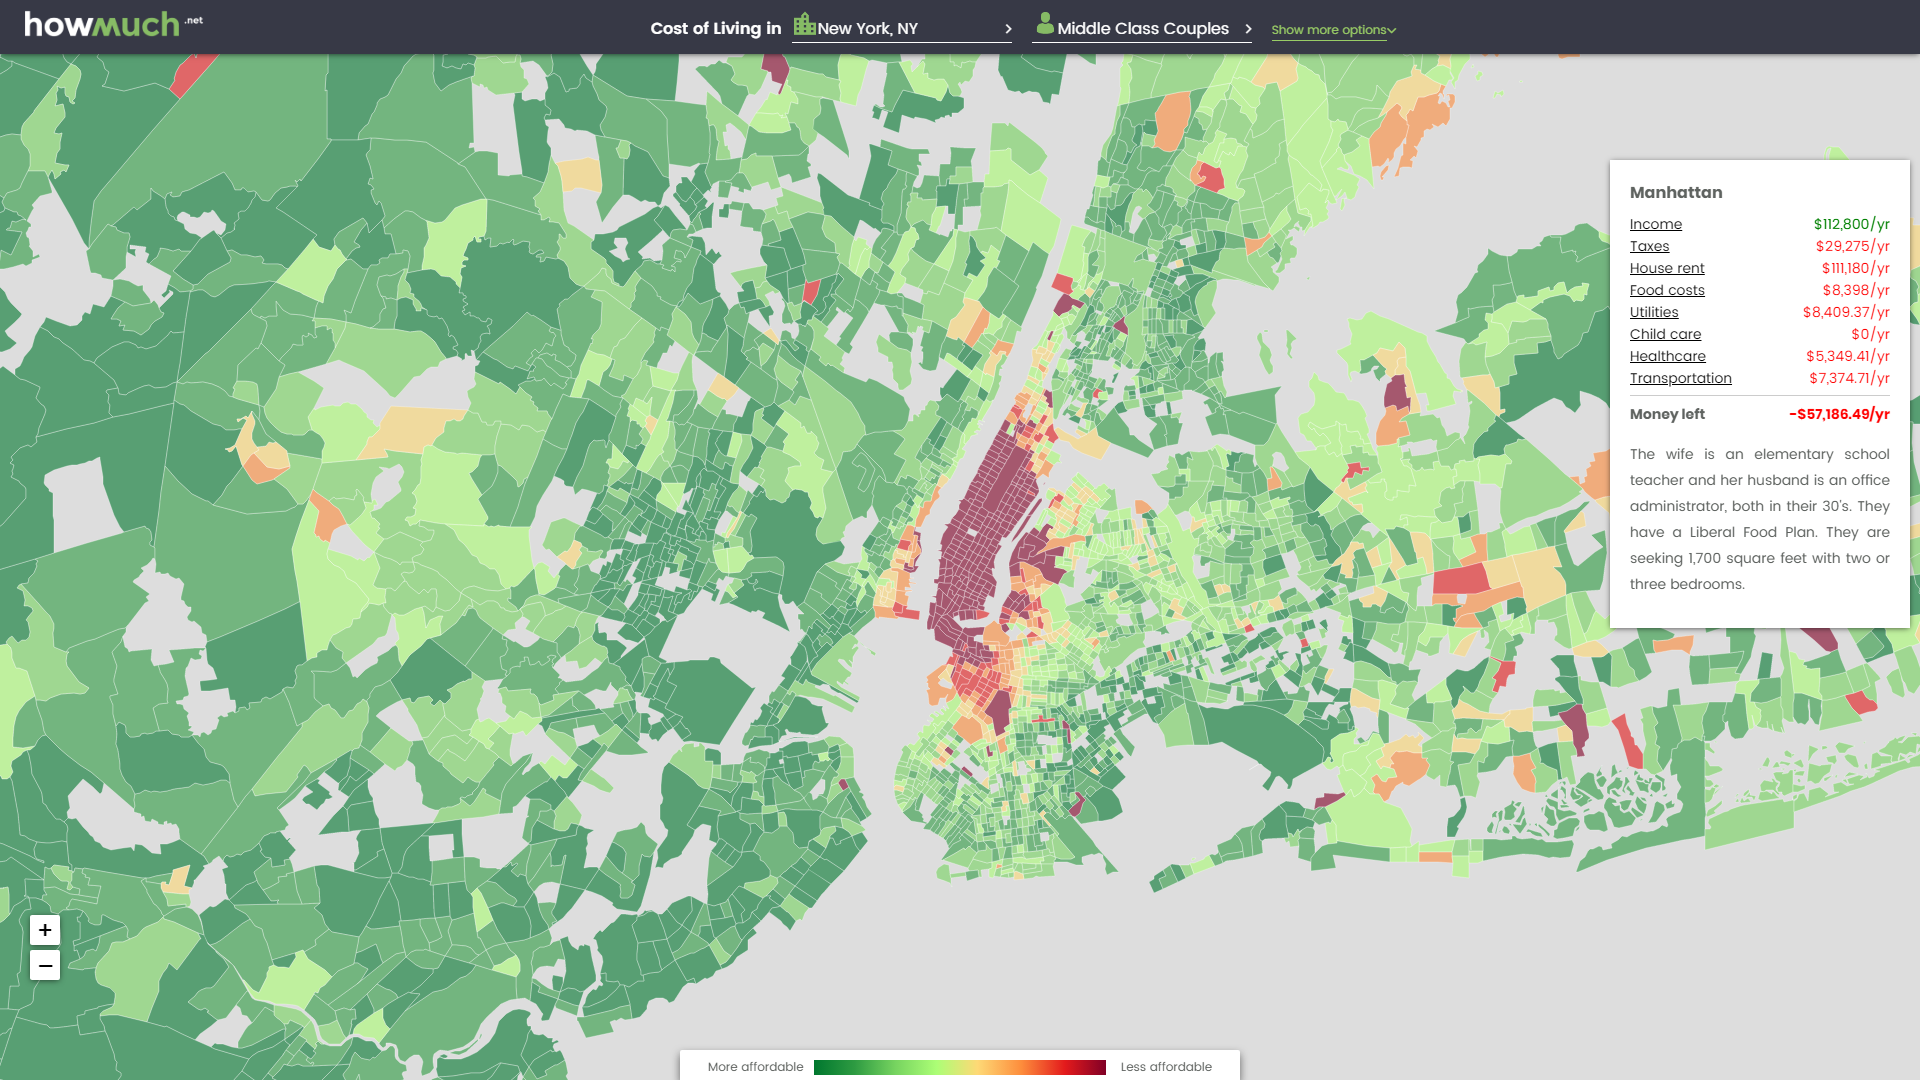 howmuch.net
Cost of Living in New York, NY Middle Class Couples Show more options
Manhattan
Income $112,800/yr
Taxes $29,275/yr
House rent $111,180/yr
Food costs $8,398/yr
Utilities $8,409.37/yr
Child care $0/yr
Healthcare $5,349.41/yr
Transportation $7,374.71/yr
Money left -$57,186.49/yr
The wife is an elementary school
teacher and her husband is an office
administrator, both in their 30's. They
have a Liberal Food Plan. They are
seeking 1,700 square feet with two or
three bedrooms.
+
−
More affordable Less affordable